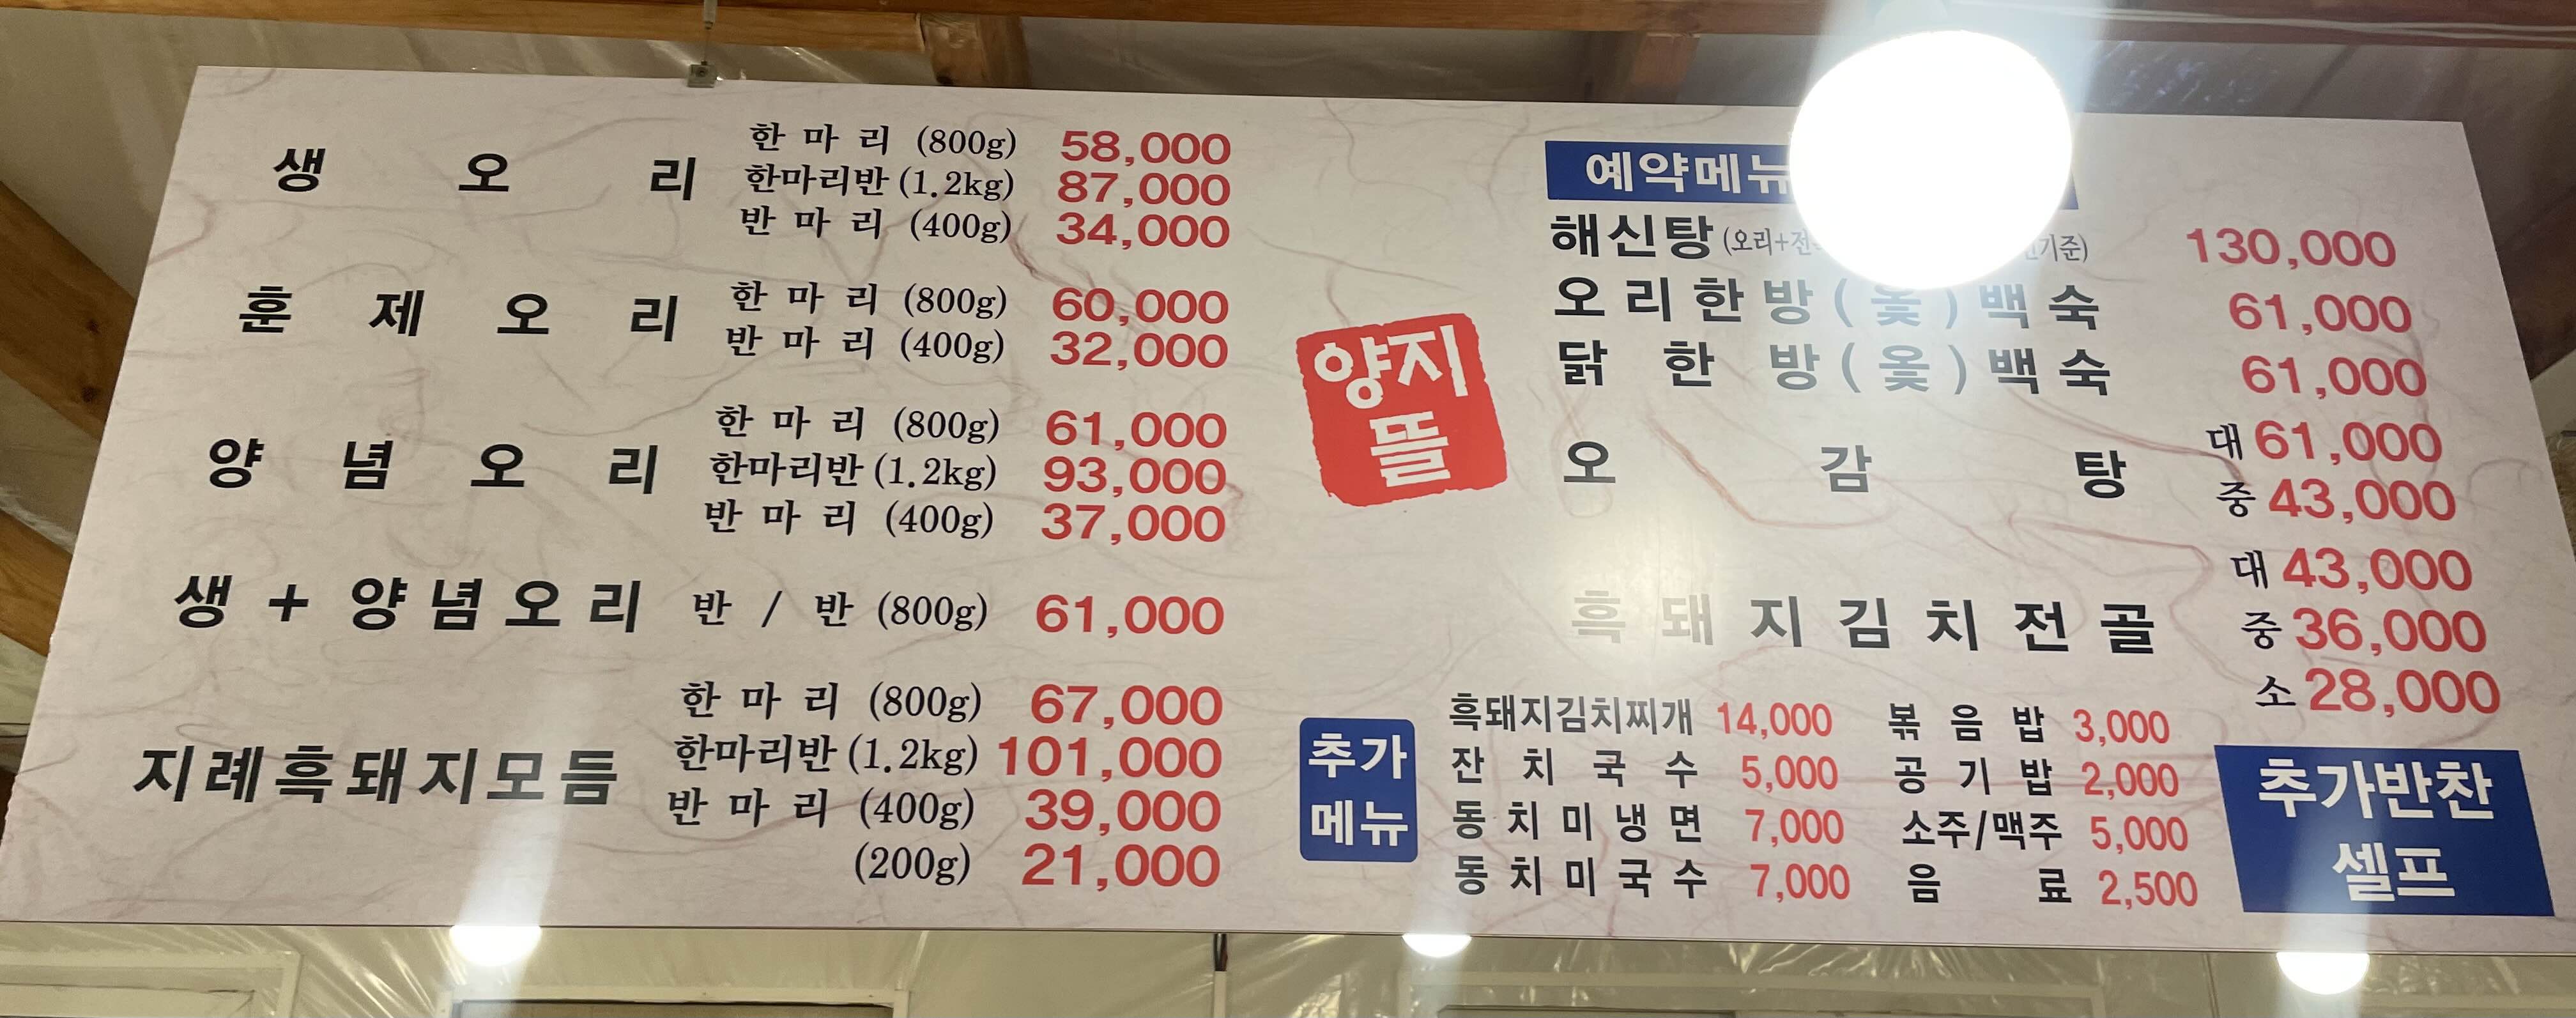 생오리 한마리 (800g) 58,000
한마리반 (1.2kg) 87,000
반마리 (400g) 34,000
훈제오리 한마리 (800g) 60,000
반마리 (400g) 32,000
양념오리 한마리 (800g) 61,000
한마리반 (1.2kg) 93,000
반마리 (400g) 37,000
생+양념오리 반/반 (800g) 61,000
지례흑돼지모듬 한마리 (800g) 67,000
한마리반 (1.2kg) 101,000
반마리 (400g) 39,000
(200g) 21,000
양지
뜰
예약메뉴
해신탕 (오리+ 기준) 130,000
오리한방(옻)백숙 61,000
닭한방(옻)백숙 61,000
오감탕 대 61,000
중 43,000
흑돼지김치전골 대 43,000
중 36,000
소 28,000
추가
메뉴
흑돼지김치찌개 14,000 볶음밥 3,000
잔치국수 5,000 공기밥 2,000
동치미냉면 7,000 소주/맥주 5,000
동치미국수 7,000 음료 2,500
추가반찬
셀프